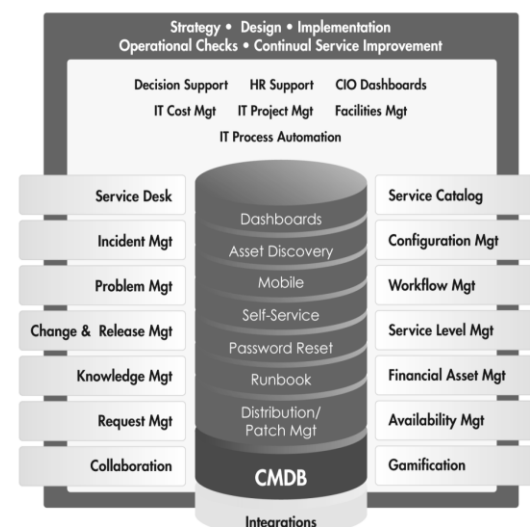 Strategy • Design • Implementation
Operational Checks • Continual Service Improvement
Decision Support HR Support CIO Dashboards
IT Cost Mgt IT Project Mgt Facilities Mgt
IT Process Automation
Service Desk
Incident Mgt
Problem Mgt
Change & Release Mgt
Knowledge Mgt
Request Mgt
Collaboration
Dashboards
Asset Discovery
Mobile
Self-Service
Password Reset
Runbook
Distribution/
Patch Mgt
CMDB
Integrations
Service Catalog
Configuration Mgt
Workflow Mgt
Service Level Mgt
Financial Asset Mgt
Availability Mgt
Gamification